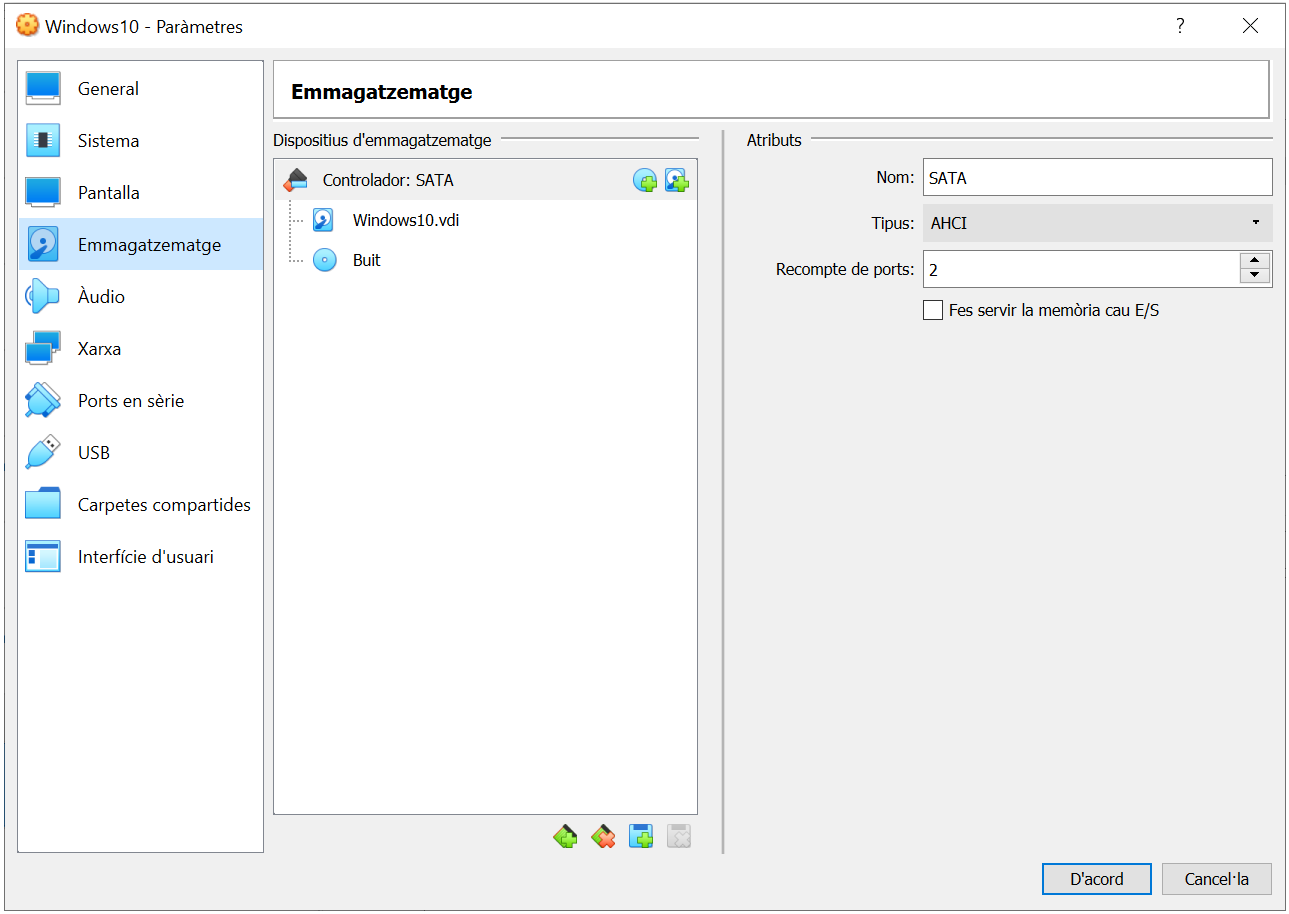 Windows10 - Paràmetres
?
General
Sistema
Pantalla
Emmagatzematge
Àudio
Xarxa
Ports en sèrie
USB
Carpetes compartides
Interfície d'usuari
Emmagatzematge
Dispositius d'emmagatzematge
Controlador: SATA
Windows10.vdi
Buit
Atributs
Nom: SATA
Tipus: AHCI
Recompte de ports: 2
Fes servir la memòria cau E/S
D'acord
Cancel·la